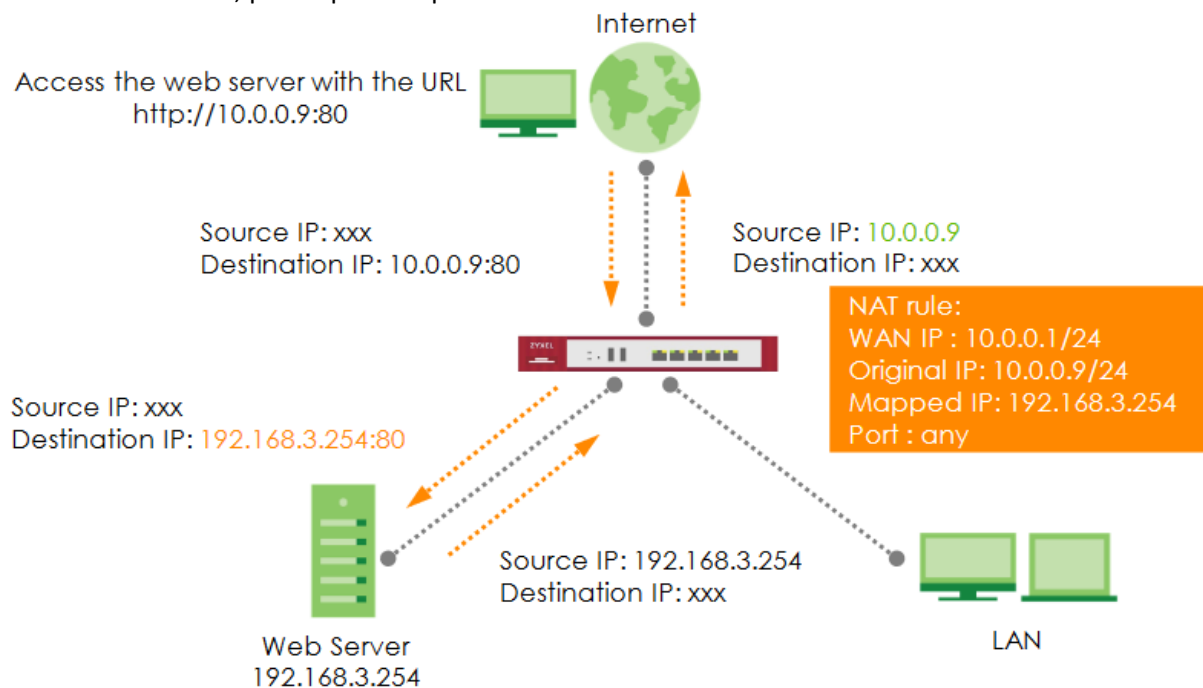 Internet
Access the web server with the URL
http://10.0.0.9:80
Source IP: xxx
Destination IP: 10.0.0.9:80
Source IP: 10.0.0.9
Destination IP: xxx
NAT rule:
WAN IP : 10.0.0.1/24
Original IP: 10.0.0.9/24
Mapped IP: 192.168.3.254
Port : any
ZYXEL
Source IP: xxx
Destination IP: 192.168.3.254:80
Source IP: 192.168.3.254
Destination IP: xxx
Web Server
192.168.3.254
LAN